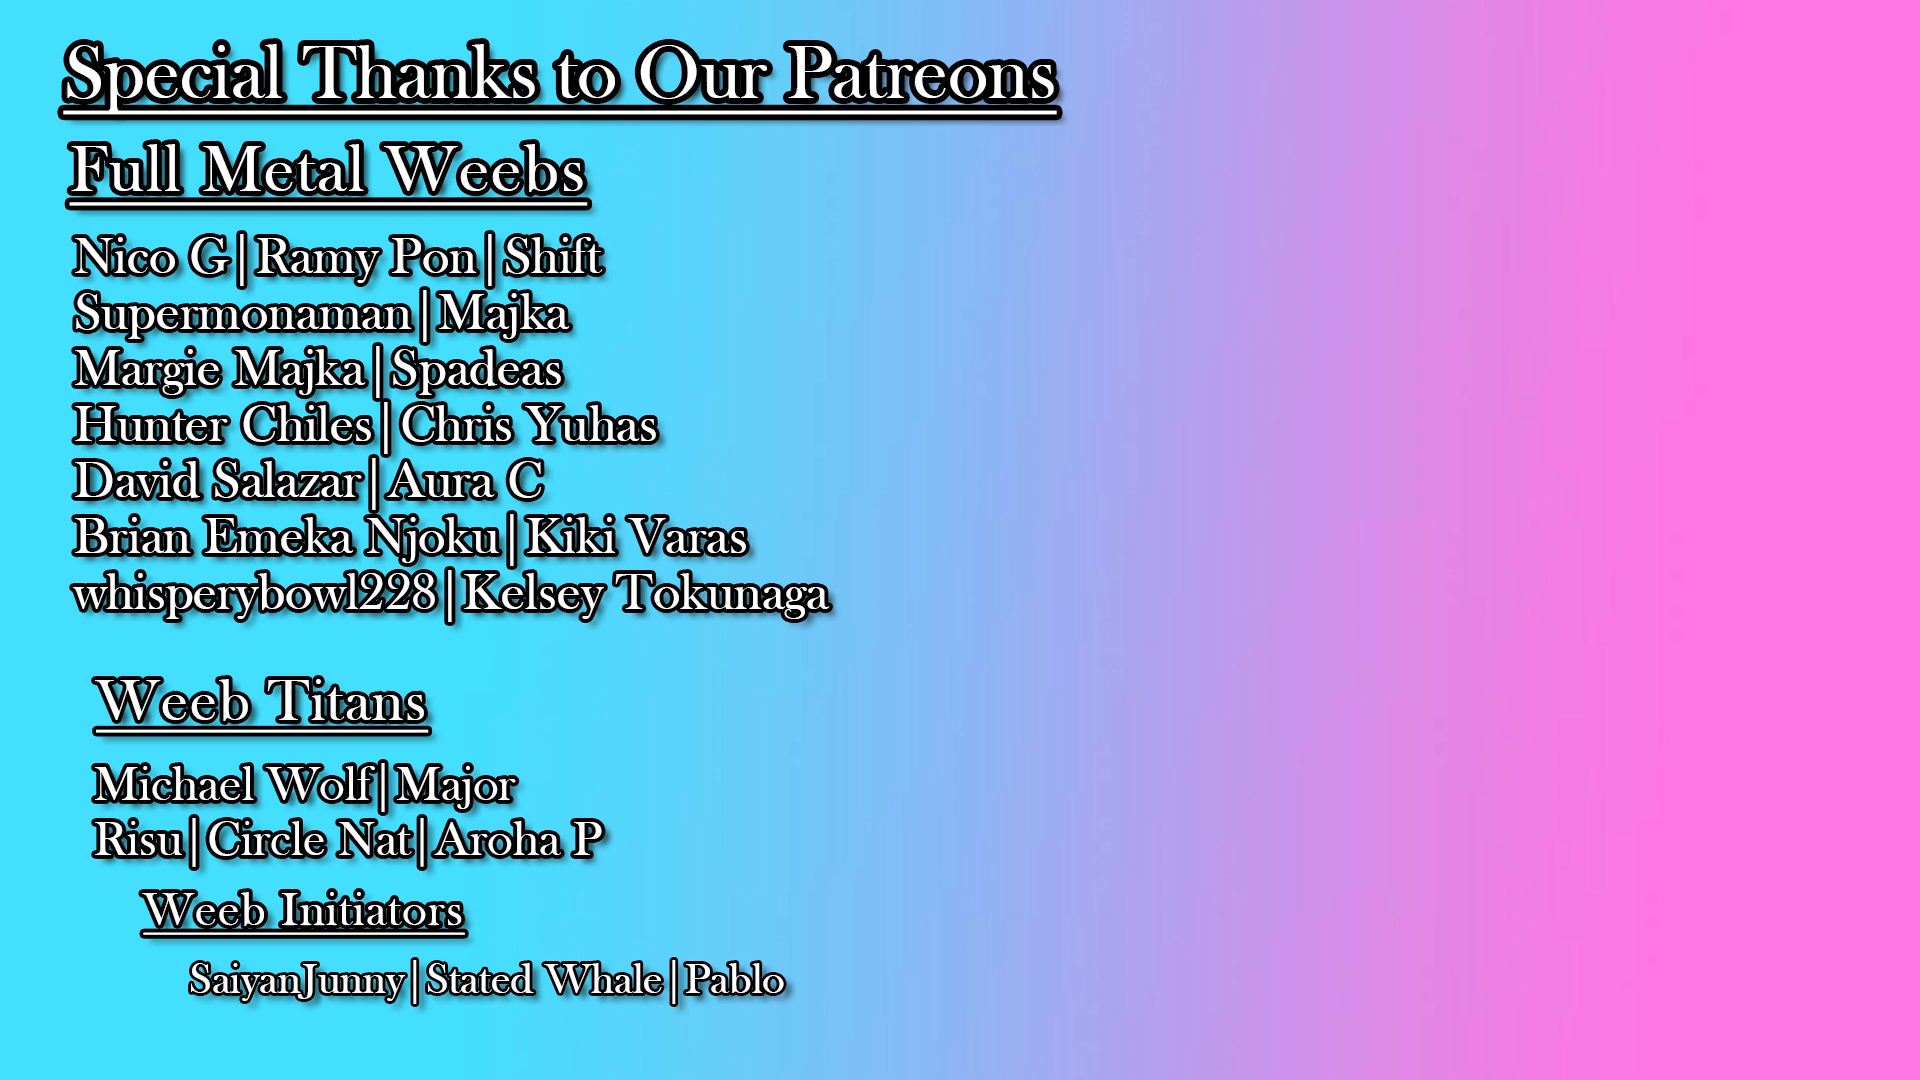 Special Thanks to Our Patreons
Full Metal Weebs
Nico G|Ramy Pon|Shift
Supermonaman|Majka
Margie Majka|Spadeas
Hunter Chiles|Chris Yuhas
David Salazar|Aura C
Brian Emeka Njoku|Kiki Varas
whisperybowl228|Kelsey Tokunaga
Weeb Titans
Michael Wolf|Major
Risu|Circle Nat|Aroha P
Weeb Initiators
SaiyanJunny|Stated Whale|Pablo